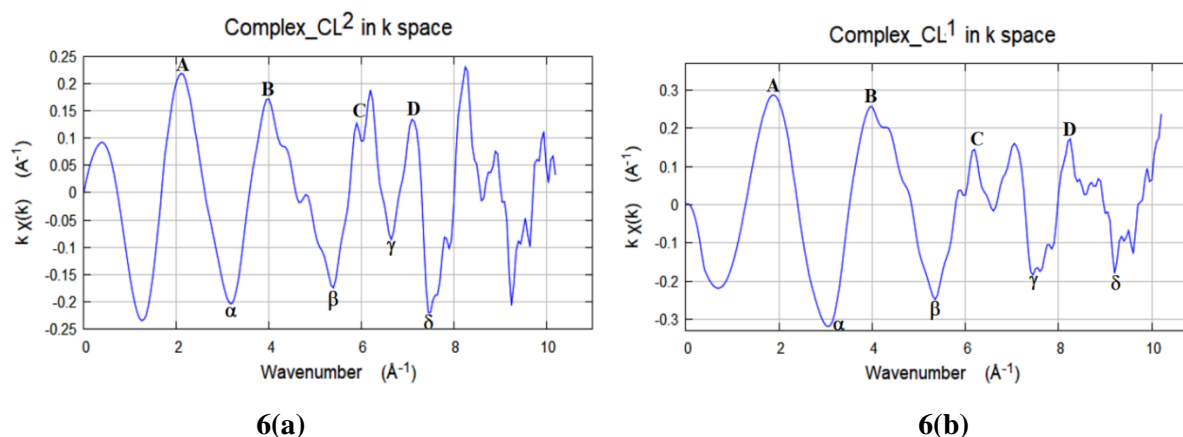 Complex_CL² in k space
k χ(k) (A⁻¹)
0.25
0.2
0.15
0.1
0.05
0
-0.05
-0.1
-0.15
-0.2
-0.25
A
B
C
D
α
β
γ
δ
0 2 4 6 8 10
Wavenumber (Å⁻¹)
6(a)
Complex_CL¹ in k space
k χ(k) (A⁻¹)
0.3
0.2
0.1
0
-0.1
-0.2
-0.3
A
B
C
D
α
β
γ
δ
0 2 4 6 8 10
Wavenumber (Å⁻¹)
6(b)